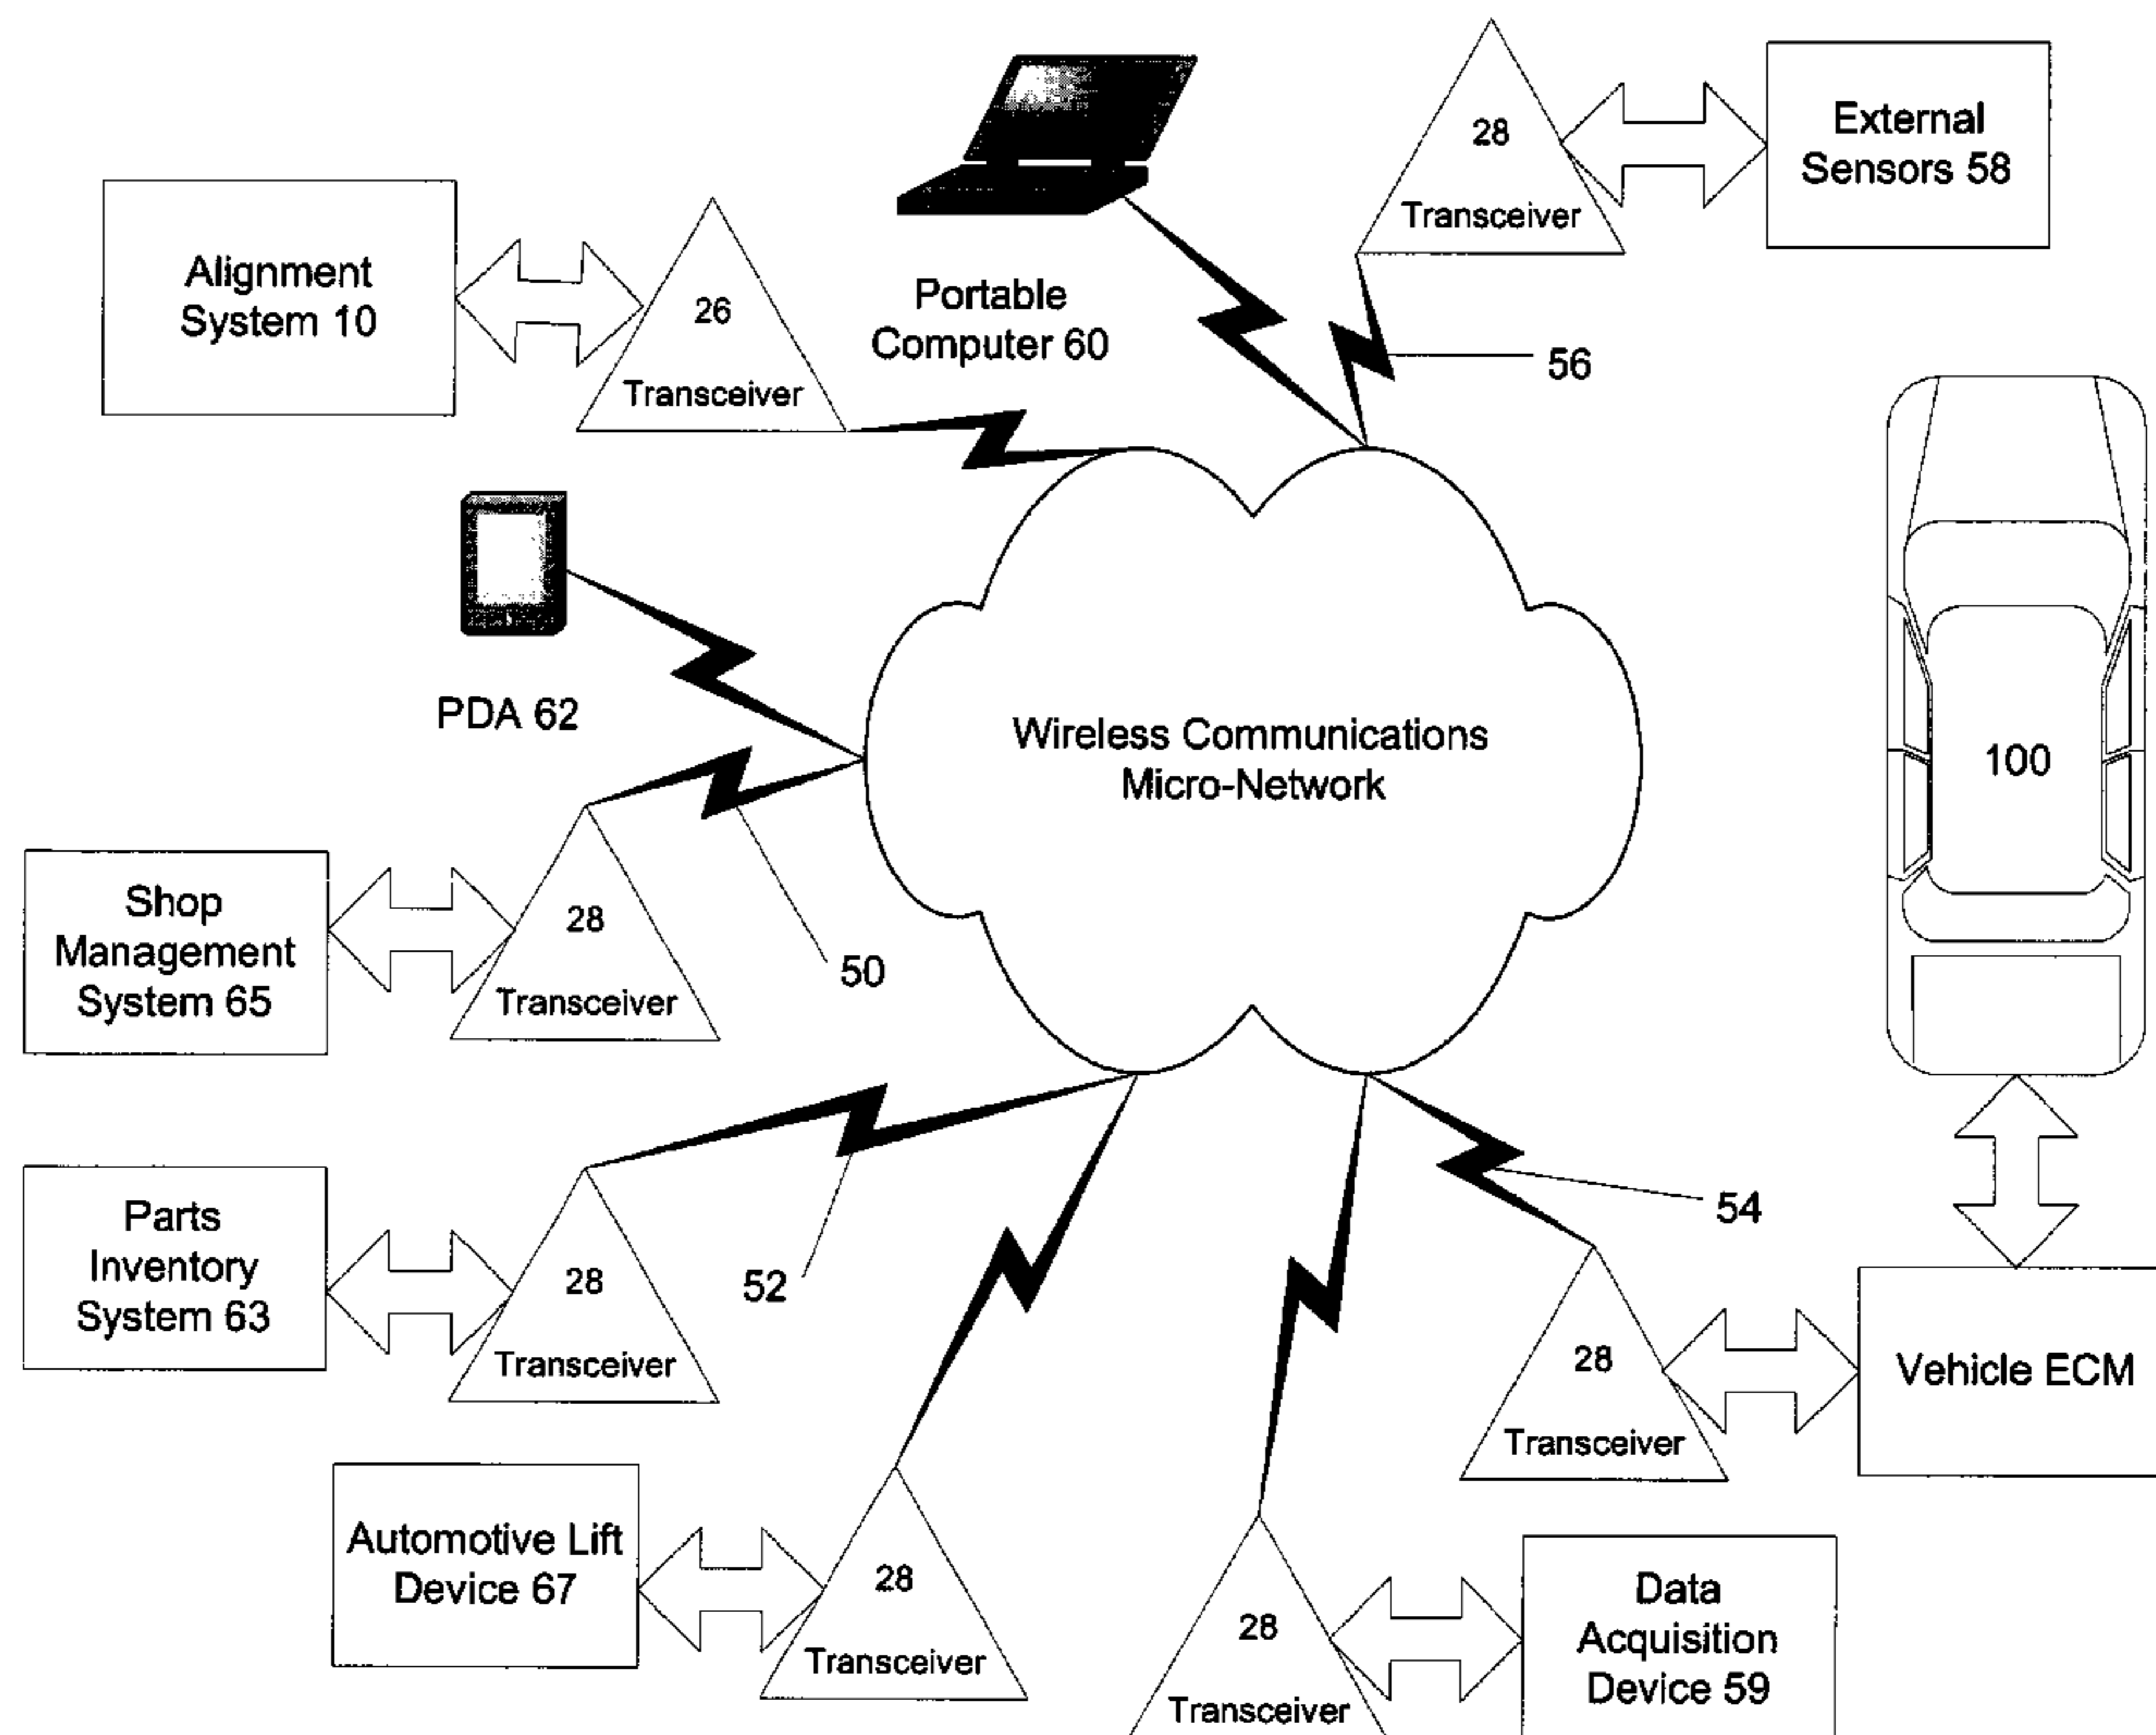 28
Transceiver
External
Sensors 58
Alignment
System 10
26
Transceiver
Portable
Computer 60
56
PDA 62
Wireless Communications
Micro-Network
100
Shop
Management
System 65
28
Transceiver
50
Parts
Inventory
System 63
28
Transceiver
52
54
28
Transceiver
Vehicle ECM
Automotive Lift
Device 67
28
Transceiver
28
Transceiver
Data
Acquisition
Device 59